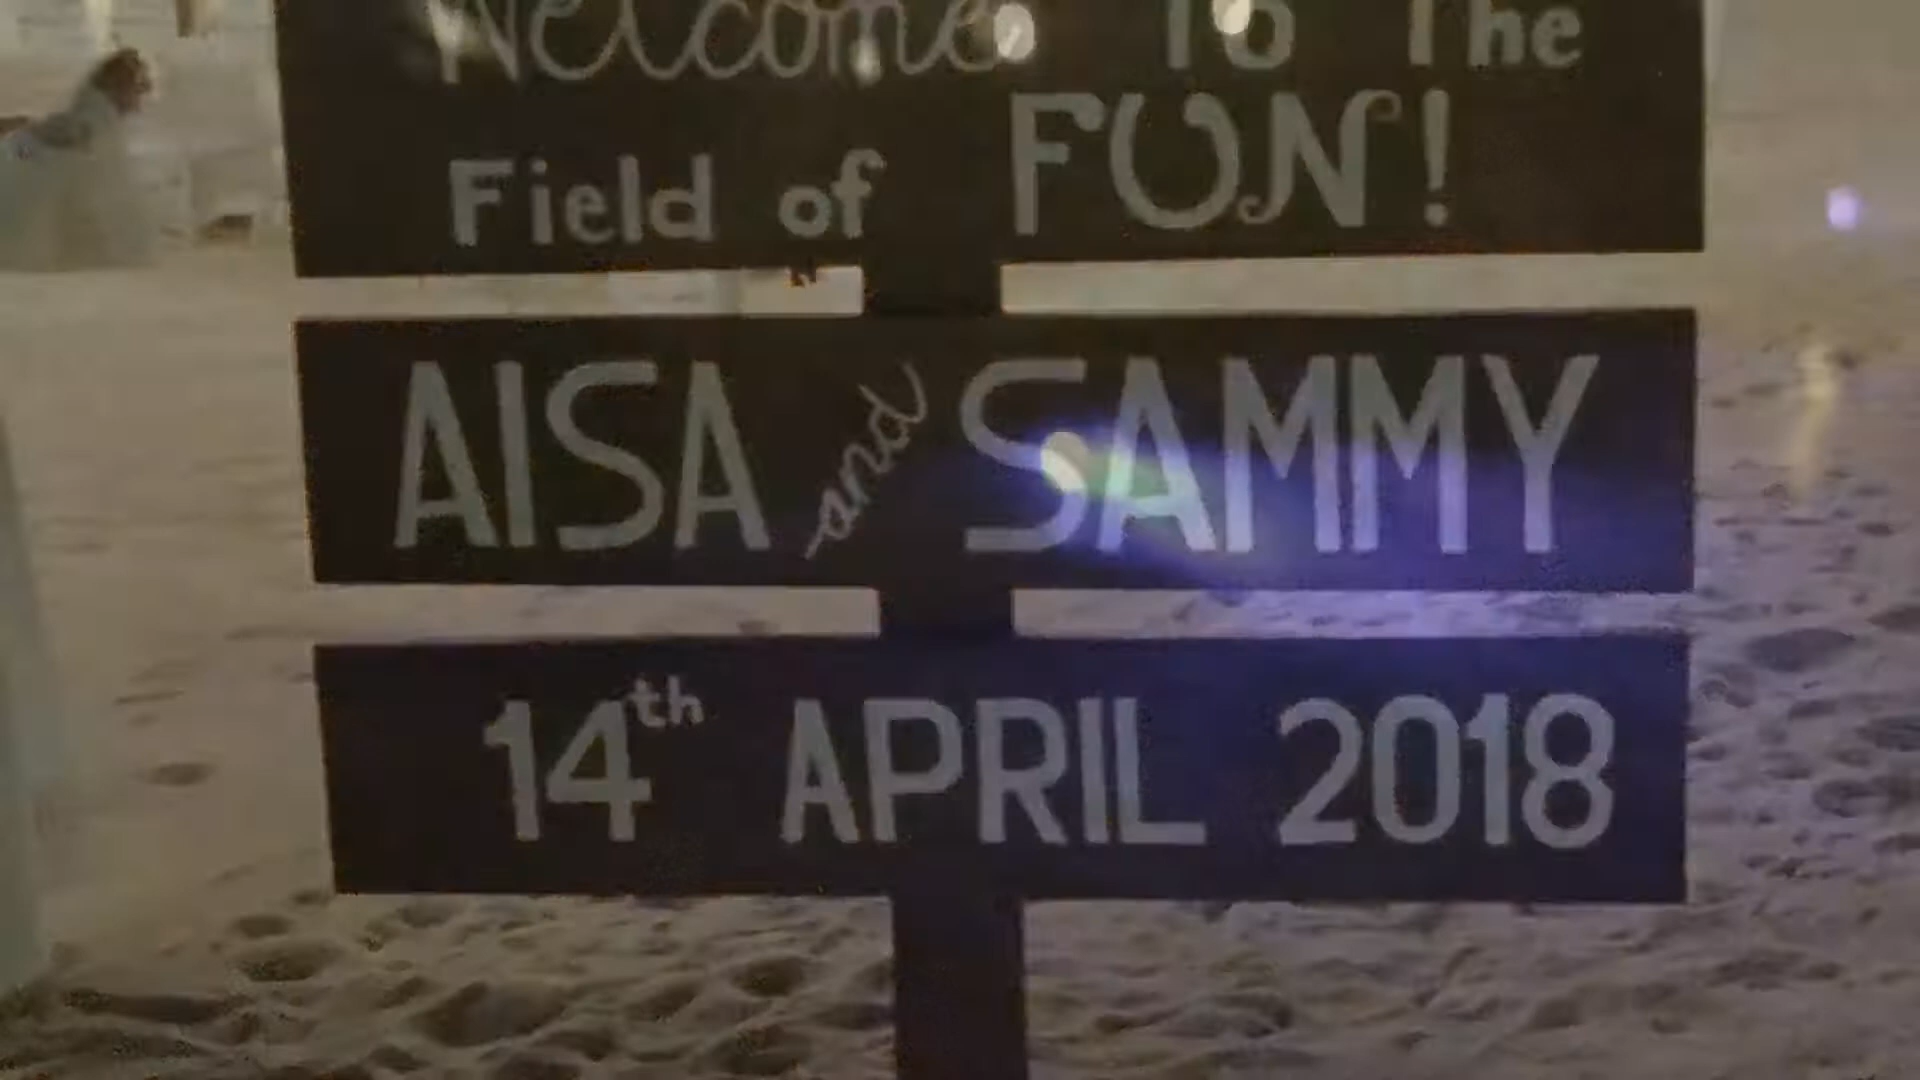 Welcome To The
Field of FUN!
AISA and SAMMY
14th APRIL 2018